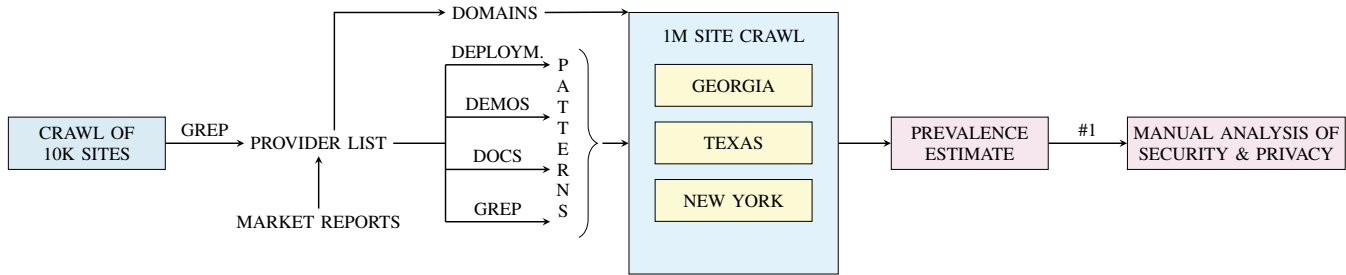 DOMAINS
1M SITE CRAWL
DEPLOYM.
DEMOS
DOCS
GREP
PATTERNS
GEORGIA
TEXAS
NEW YORK
CRAWL OF
10K SITES
GREP
PROVIDER LIST
MARKET REPORTS
PREVALENCE
ESTIMATE
#1
MANUAL ANALYSIS OF
SECURITY & PRIVACY